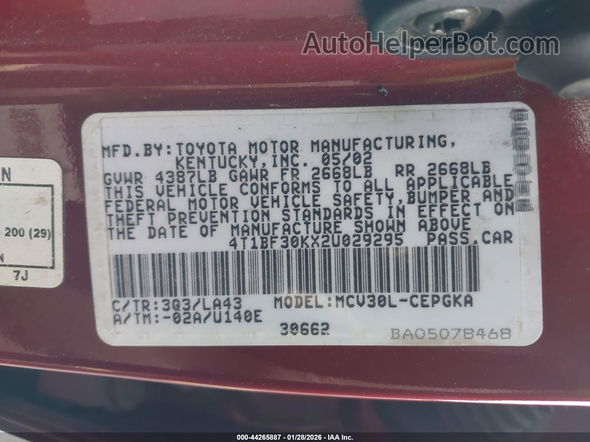 AutoHelperBot.com
MFD.BY:TOYOTA MOTOR MANUFACTURING,
KENTUCKY,INC. 05/02
GVWR 4387LB GAWR FR 2668LB RR 2668LB
THIS VEHICLE CONFORMS TO ALL APPLICABLE
FEDERAL MOTOR VEHICLE SAFETY,BUMPER AND
THEFT PREVENTION STANDARDS IN EFFECT ON
THE DATE OF MANUFACTURE SHOWN ABOVE
4T1BF30KX2U029295 PASS.CAR
C/TR:3Q3/LA43 MODEL:MCV30L-CEPGKA
A/TM:-02A/U140E
30662 BA05078468
N
200 (29)
N
7J
000-44265887 - 01/28/2026 - IAAI Corp.